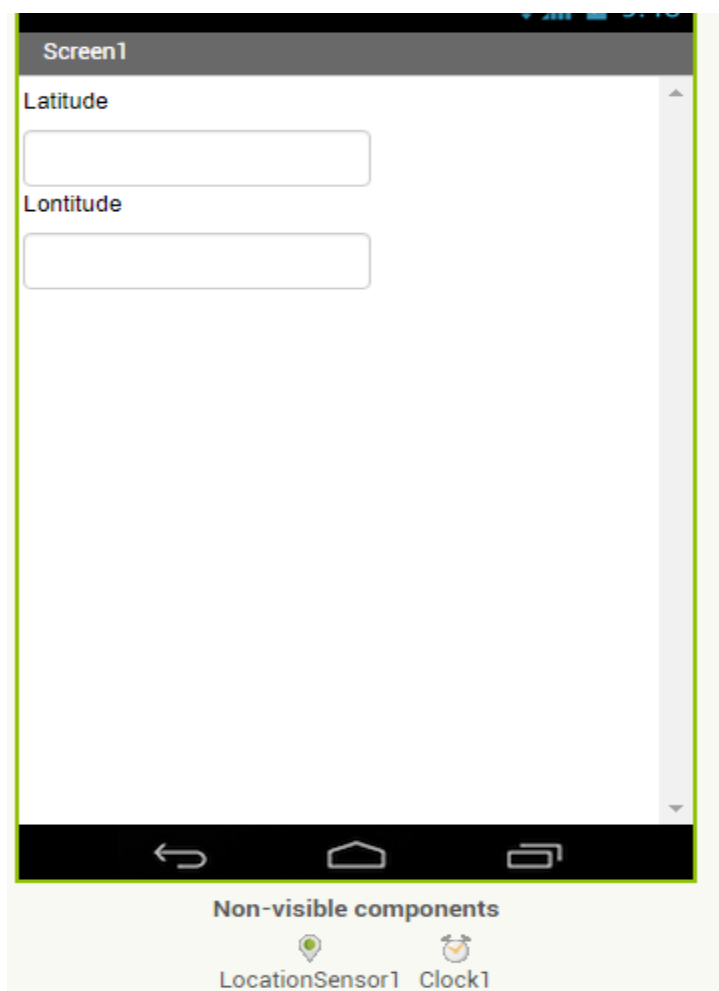 Screen1
Latitude
Lontitude
Non-visible components
LocationSensor1 Clock1